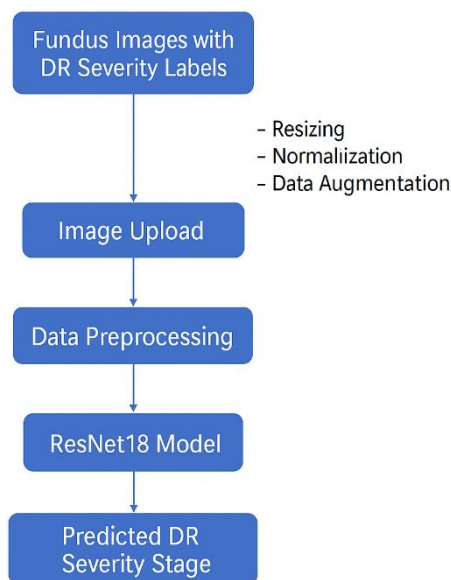 Fundus Images with
DR Severity Labels
– Resizing
– Normaliization
– Data Augmentation
Image Upload
Data Preprocessing
ResNet18 Model
Predicted DR
Severity Stage